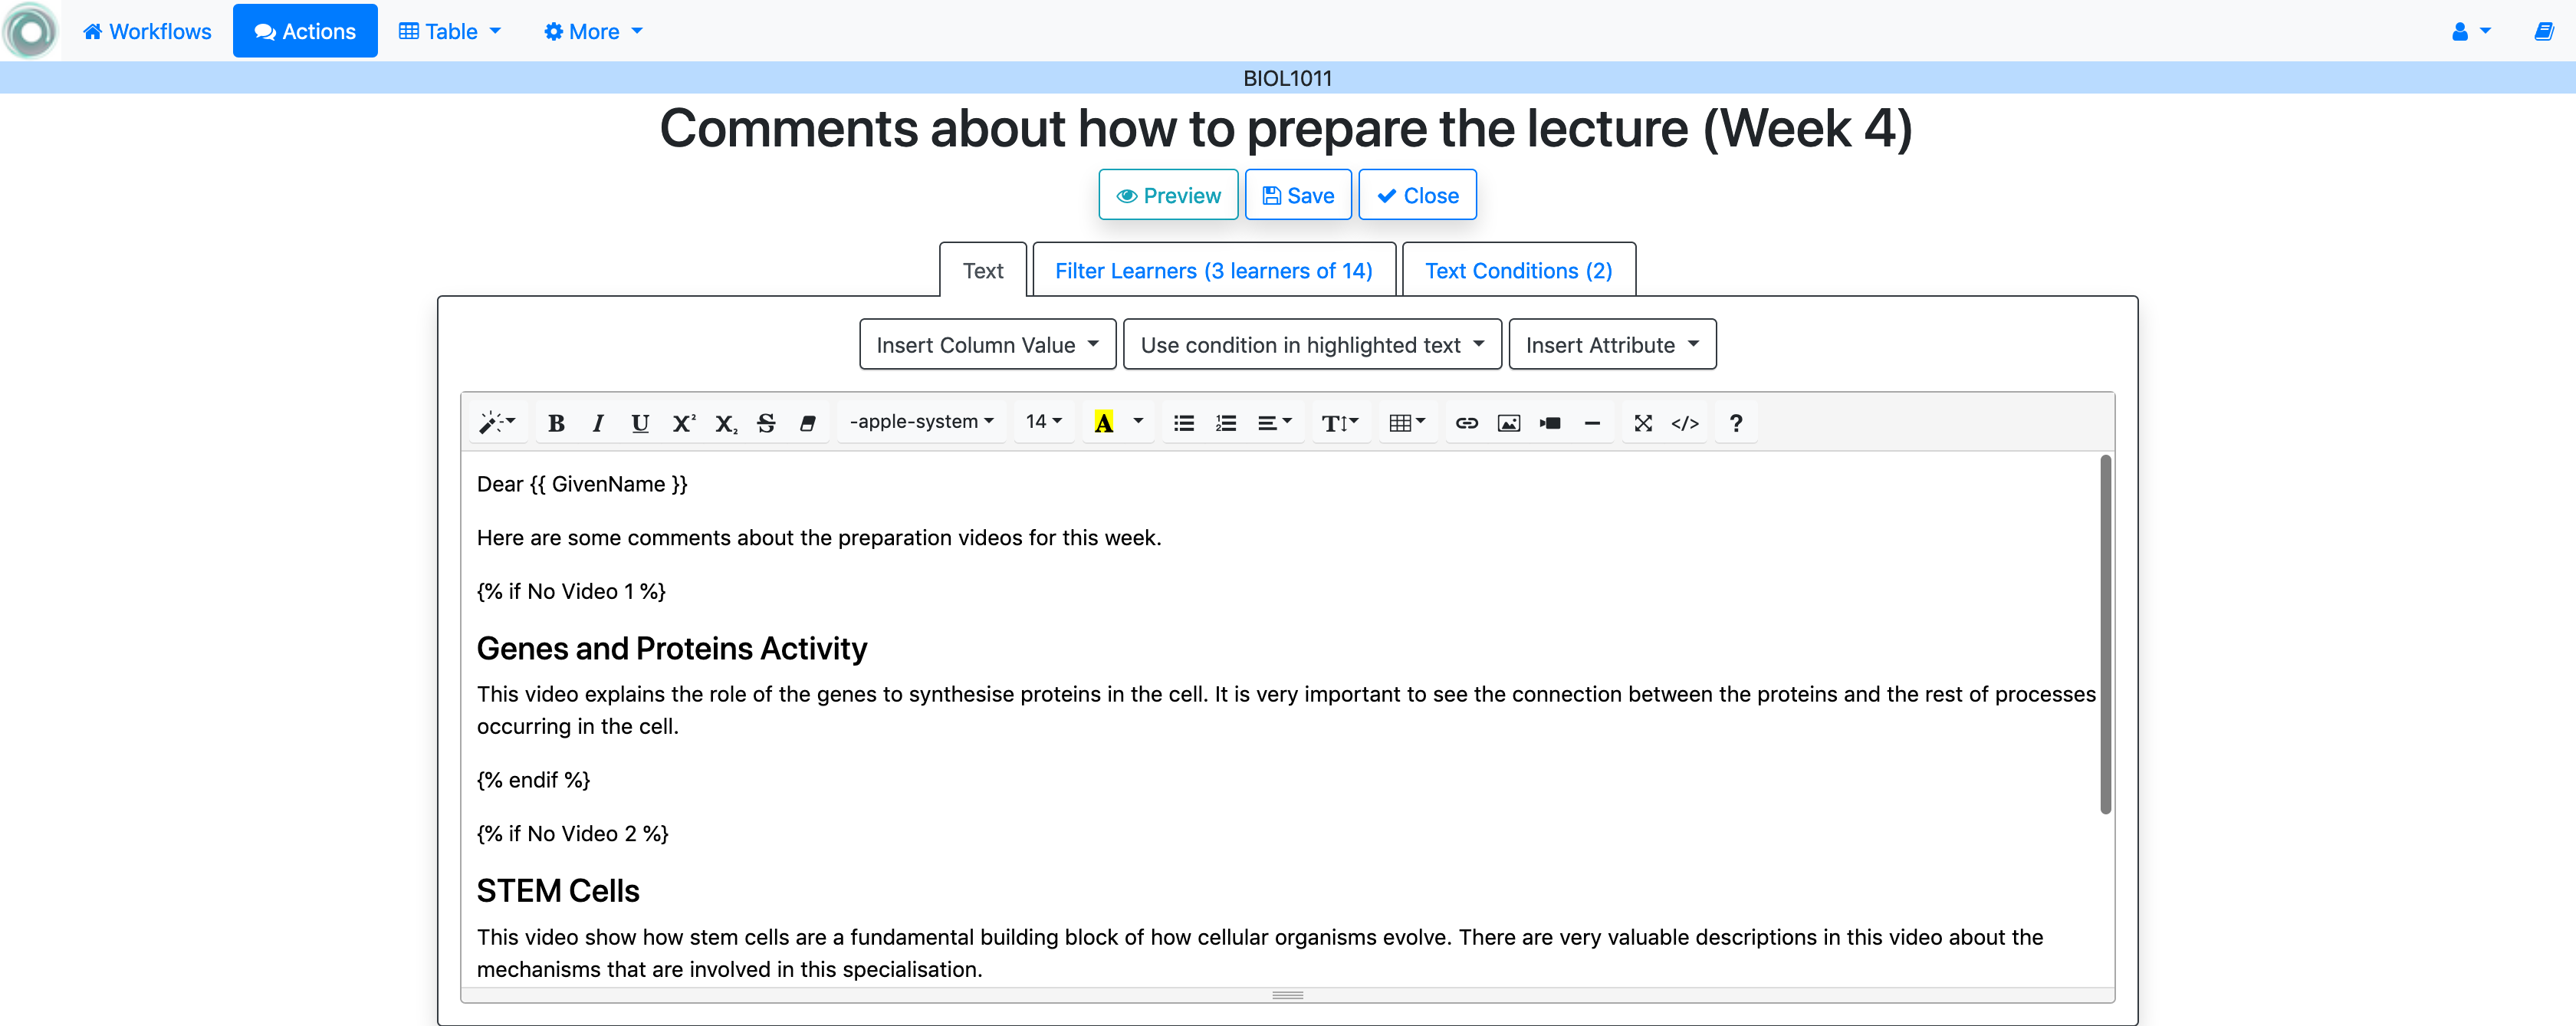 Workflows Actions Table More
BIOL1011
Comments about how to prepare the lecture (Week 4)
Preview Save Close
Text Filter Learners (3 learners of 14) Text Conditions (2)
Insert Column Value Use condition in highlighted text Insert Attribute
B I U X² X₂ S -apple-system 14 A T </> ?
Dear {{ GivenName }}
Here are some comments about the preparation videos for this week.
{% if No Video 1 %}
Genes and Proteins Activity
This video explains the role of the genes to synthesise proteins in the cell. It is very important to see the connection between the proteins and the rest of processes
occurring in the cell.
{% endif %}
{% if No Video 2 %}
STEM Cells
This video show how stem cells are a fundamental building block of how cellular organisms evolve. There are very valuable descriptions in this video about the
mechanisms that are involved in this specialisation.